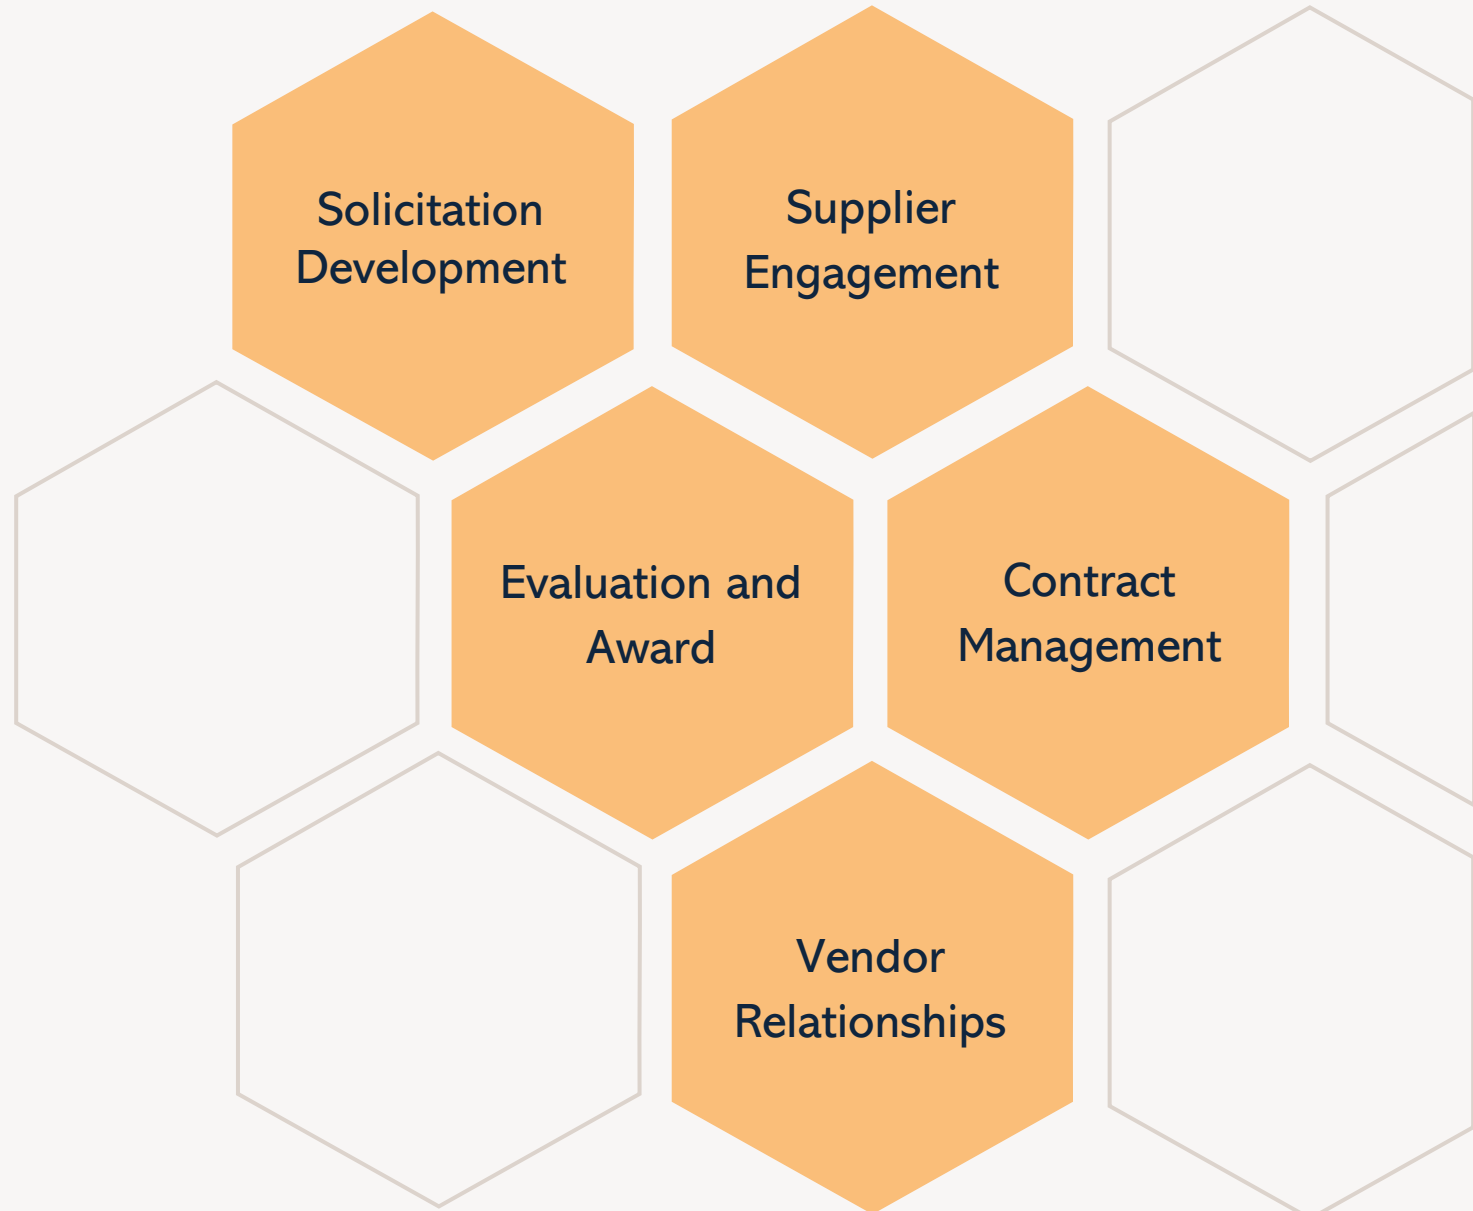 Solicitation
Development
Supplier
Engagement
Evaluation and
Award
Contract
Management
Vendor
Relationships